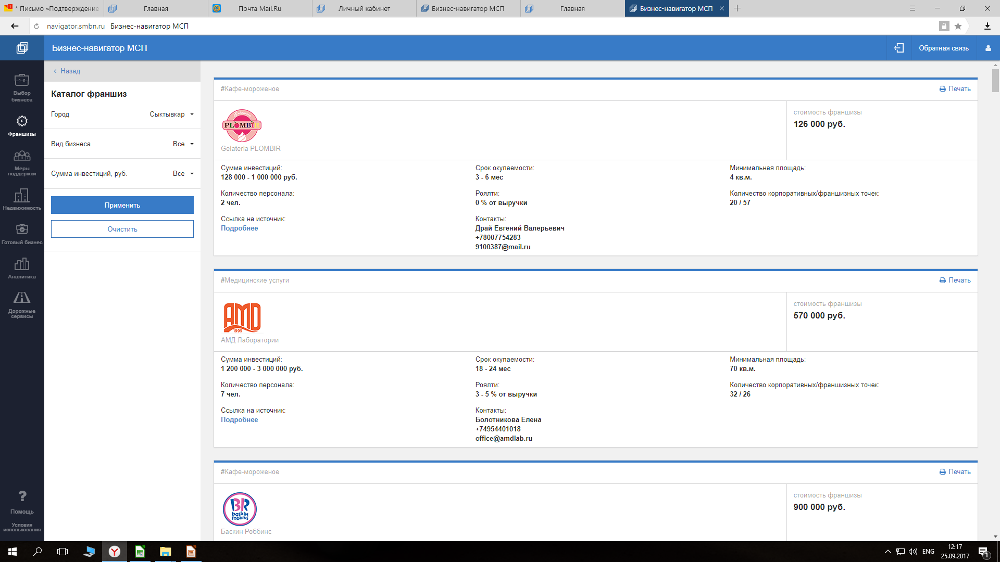 * Письмо «Подтверждение
Главная
Почта Mail.Ru
Личный кабинет
Бизнес-навигатор МСП
Главная
Бизнес-навигатор МСП
navigator.smbn.ru Бизнес-навигатор МСП
Бизнес-навигатор МСП
Обратная связь
Назад
Выбор
бизнеса
Франшизы
Меры
поддержки
Недвижимость
Готовый бизнес
Аналитика
Дорожные
сервисы
Помощь
Условия
использования
Каталог франшиз
Город Сыктывкар
Вид бизнеса Все
Сумма инвестиций, руб. Все
Применить
Очистить
#Кафе-мороженое Печать
PLOMBIR
Gelateria PLOMBIR
стоимость франшизы
126 000 руб.
Сумма инвестиций:
128 000 - 1 000 000 руб.
Срок окупаемости:
3 - 6 мес
Минимальная площадь:
4 кв.м.
Количество персонала:
2 чел.
Роялти:
0 % от выручки
Количество корпоративных/франшизных точек:
20 / 57
Ссылка на источник:
Подробнее
Контакты:
Драй Евгений Валерьевич
+78007754283
9100387@mail.ru
#Медицинские услуги Печать
АМД
1995
АМД Лаборатории
стоимость франшизы
570 000 руб.
Сумма инвестиций:
1 200 000 - 3 000 000 руб.
Срок окупаемости:
18 - 24 мес
Минимальная площадь:
70 кв.м.
Количество персонала:
7 чел.
Роялти:
3 - 5 % от выручки
Количество корпоративных/франшизных точек:
32 / 26
Ссылка на источник:
Подробнее
Контакты:
Болотникова Елена
+74954401018
office@amdlab.ru
#Кафе-мороженое Печать
BR
baskin
robbins
Баскин Роббинс
стоимость франшизы
900 000 руб.
ENG
12:17
25.09.2017
1